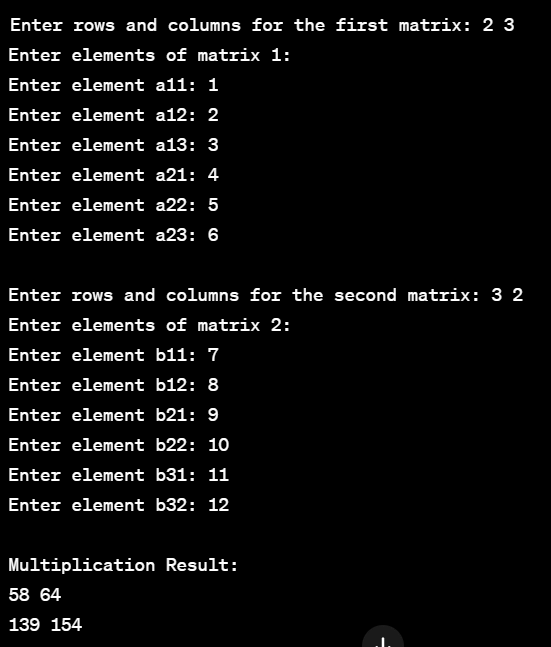 Enter rows and columns for the first matrix: 2 3
Enter elements of matrix 1:
Enter element a11: 1
Enter element a12: 2
Enter element a13: 3
Enter element a21: 4
Enter element a22: 5
Enter element a23: 6
Enter rows and columns for the second matrix: 3 2
Enter elements of matrix 2:
Enter element b11: 7
Enter element b12: 8
Enter element b21: 9
Enter element b22: 10
Enter element b31: 11
Enter element b32: 12
Multiplication Result:
58 64
139 154